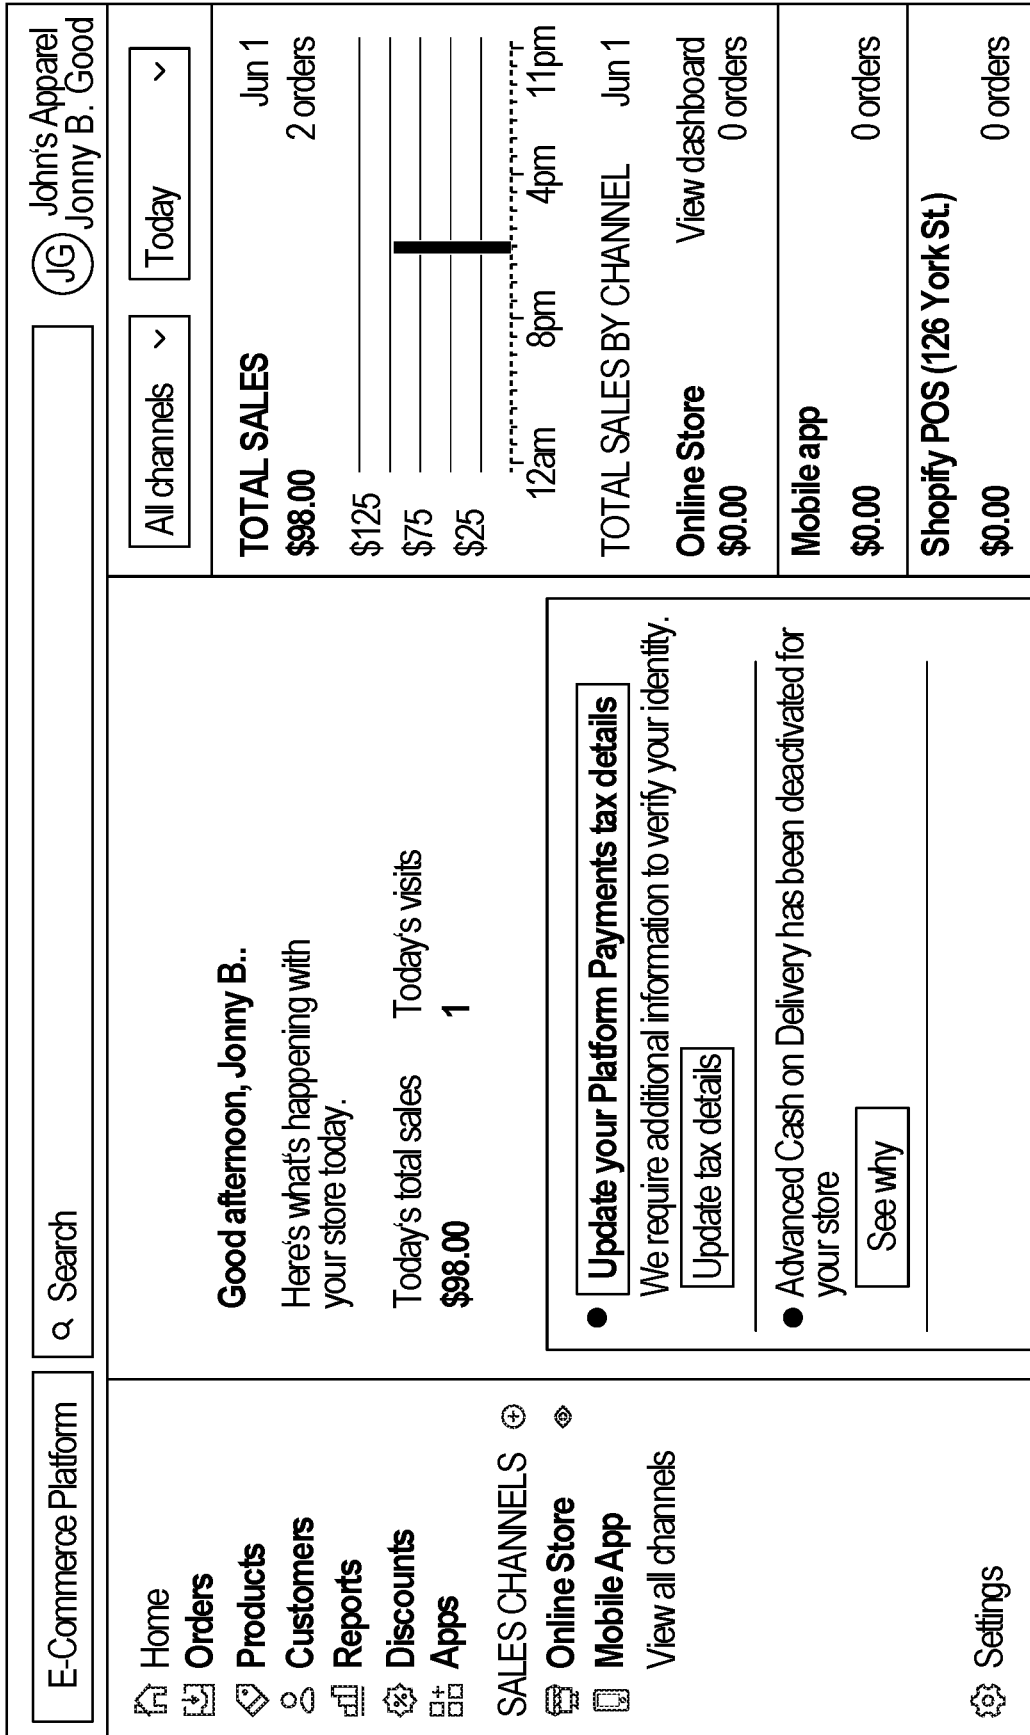 E-Commerce Platform
Search
JG
John's Apparel
Jonny B. Good
Home
Orders
Products
Customers
Reports
Discounts
Apps
SALES CHANNELS
Online Store
Mobile App
View all channels
Settings
Good afternoon, Jonny B..
Here's what's happening with
your store today.
Today's total sales Today's visits
$98.00 1
Update your Platform Payments tax details
We require additional information to verify your identity.
Update tax details
Advanced Cash on Delivery has been deactivated for
your store
See why
All channels Today
TOTAL SALES Jun 1
$98.00 2 orders
$125
$75
$25
12am 8pm 4pm 11pm
TOTAL SALES BY CHANNEL Jun 1
Online Store View dashboard
$0.00 0 orders
Mobile app
$0.00 0 orders
Shopify POS (126 York St.)
$0.00 0 orders